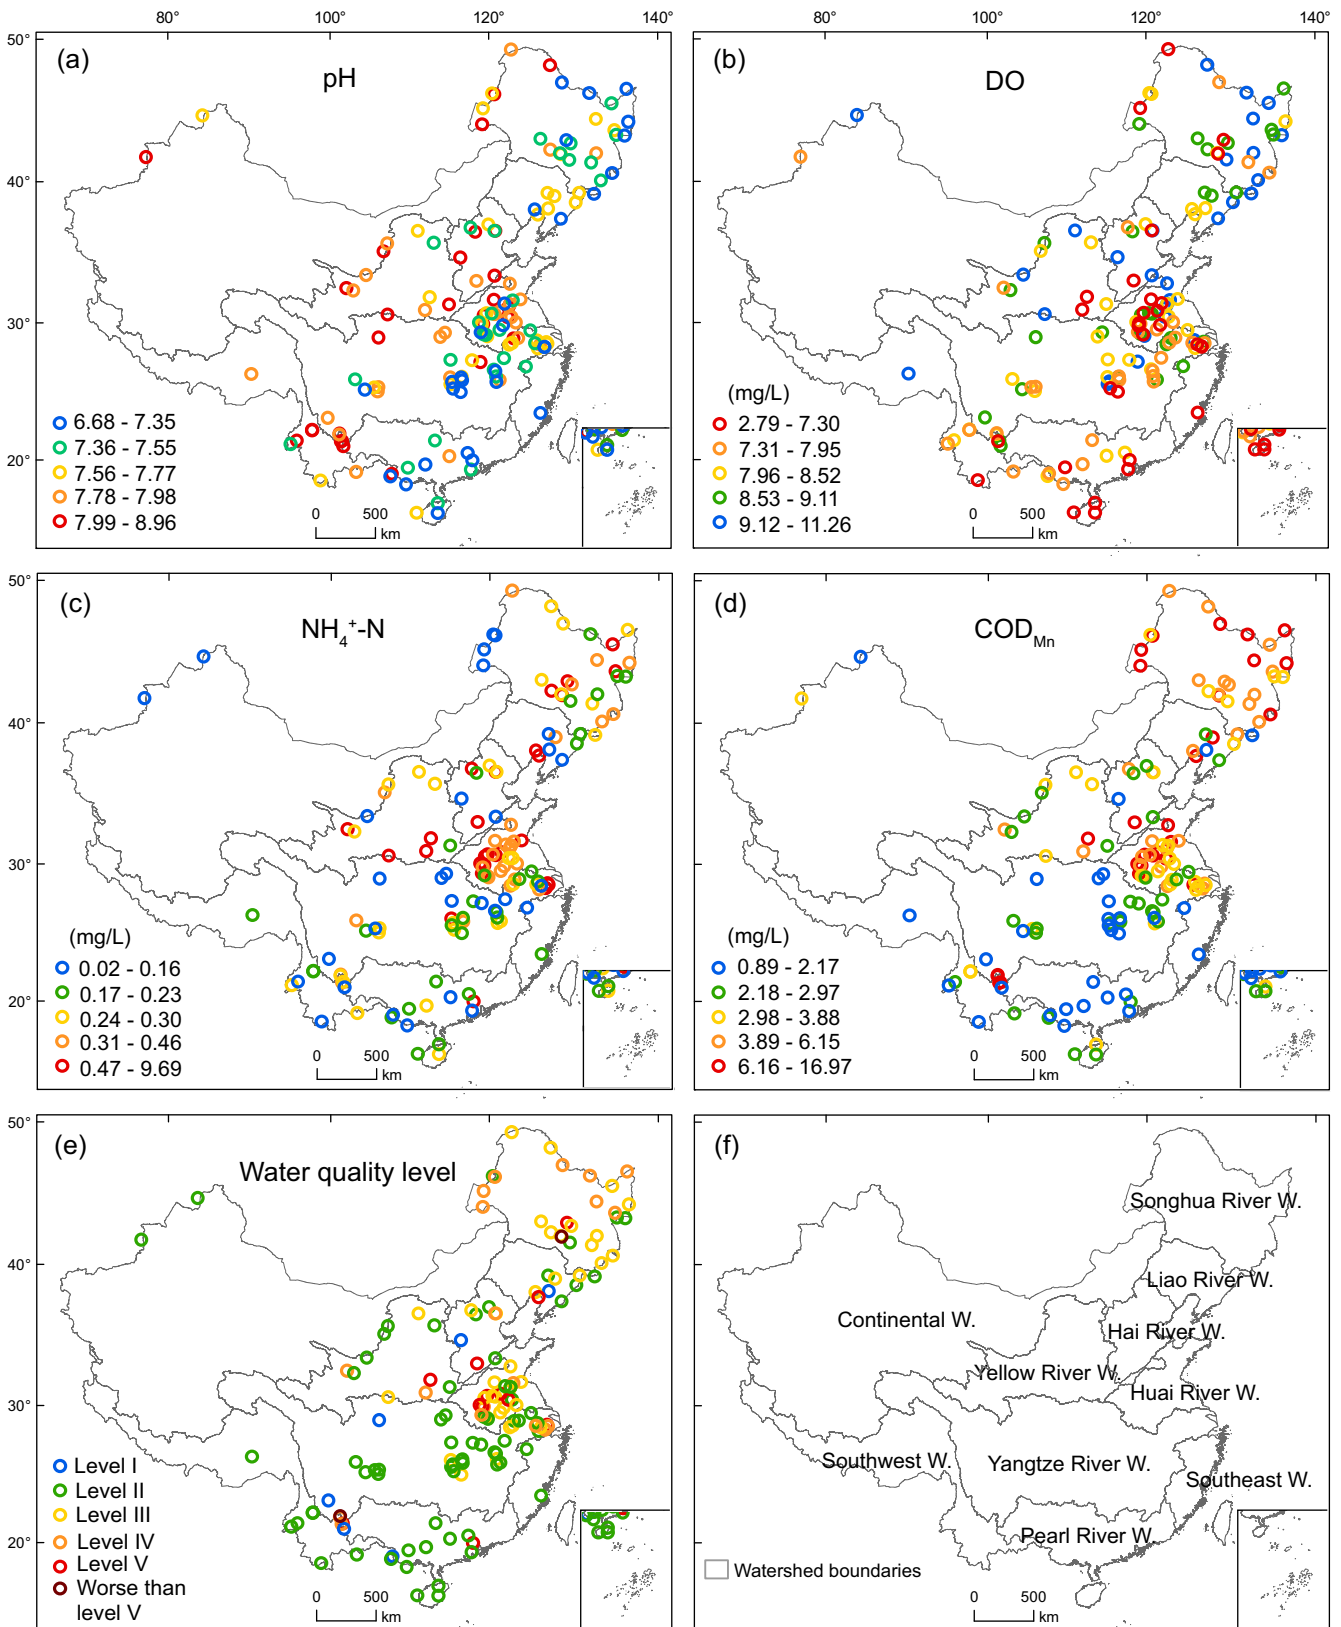 80° 100° 120° 140° 80° 100° 120° 140°
50°
(a)
pH
40°
30°
20°
6.68 - 7.35
7.36 - 7.55
7.56 - 7.77
7.78 - 7.98
7.99 - 8.96
0 500
km
(b)
DO
(mg/L)
2.79 - 7.30
7.31 - 7.95
7.96 - 8.52
8.53 - 9.11
9.12 - 11.26
0 500
km
50°
(c)
NH₄⁺-N
40°
30°
20°
(mg/L)
0.02 - 0.16
0.17 - 0.23
0.24 - 0.30
0.31 - 0.46
0.47 - 9.69
0 500
km
(d)
COD_Mn
(mg/L)
0.89 - 2.17
2.18 - 2.97
2.98 - 3.88
3.89 - 6.15
6.16 - 16.97
0 500
km
50°
(e)
Water quality level
40°
30°
20°
Level I
Level II
Level III
Level IV
Level V
Worse than
level V
0 500
km
(f)
Songhua River W.
Liao River W.
Continental W.
Hai River W.
Yellow River W.
Huai River W.
Southwest W.
Yangtze River W.
Southeast W.
Pearl River W.
Watershed boundaries
0 500
km